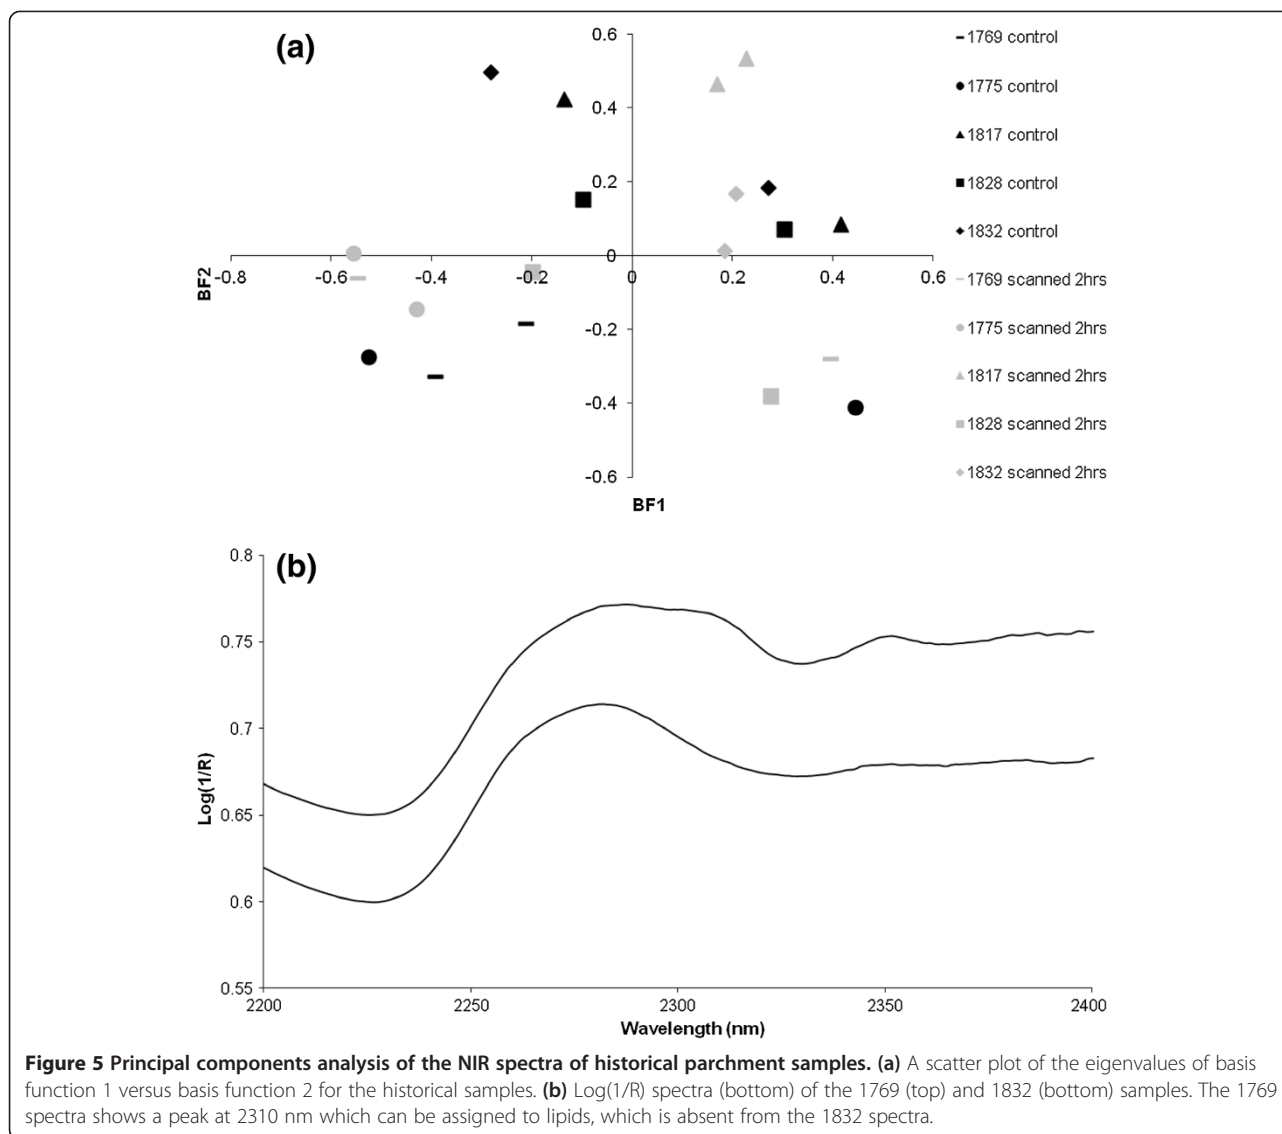 (a)
0.6
0.4
0.2
0
-0.2
-0.4
-0.6
-0.8 -0.6 -0.4 -0.2 0 0.2 0.4 0.6
BF2
BF1
1769 control
1775 control
1817 control
1828 control
1832 control
1769 scanned 2hrs
1775 scanned 2hrs
1817 scanned 2hrs
1828 scanned 2hrs
1832 scanned 2hrs
(b)
0.8
0.75
0.7
0.65
0.6
0.55
Log(1/R)
2200 2250 2300 2350 2400
Wavelength (nm)
Figure 5 Principal components analysis of the NIR spectra of historical parchment samples. (a) A scatter plot of the eigenvalues of basis
function 1 versus basis function 2 for the historical samples. (b) Log(1/R) spectra (bottom) of the 1769 (top) and 1832 (bottom) samples. The 1769
spectra shows a peak at 2310 nm which can be assigned to lipids, which is absent from the 1832 spectra.